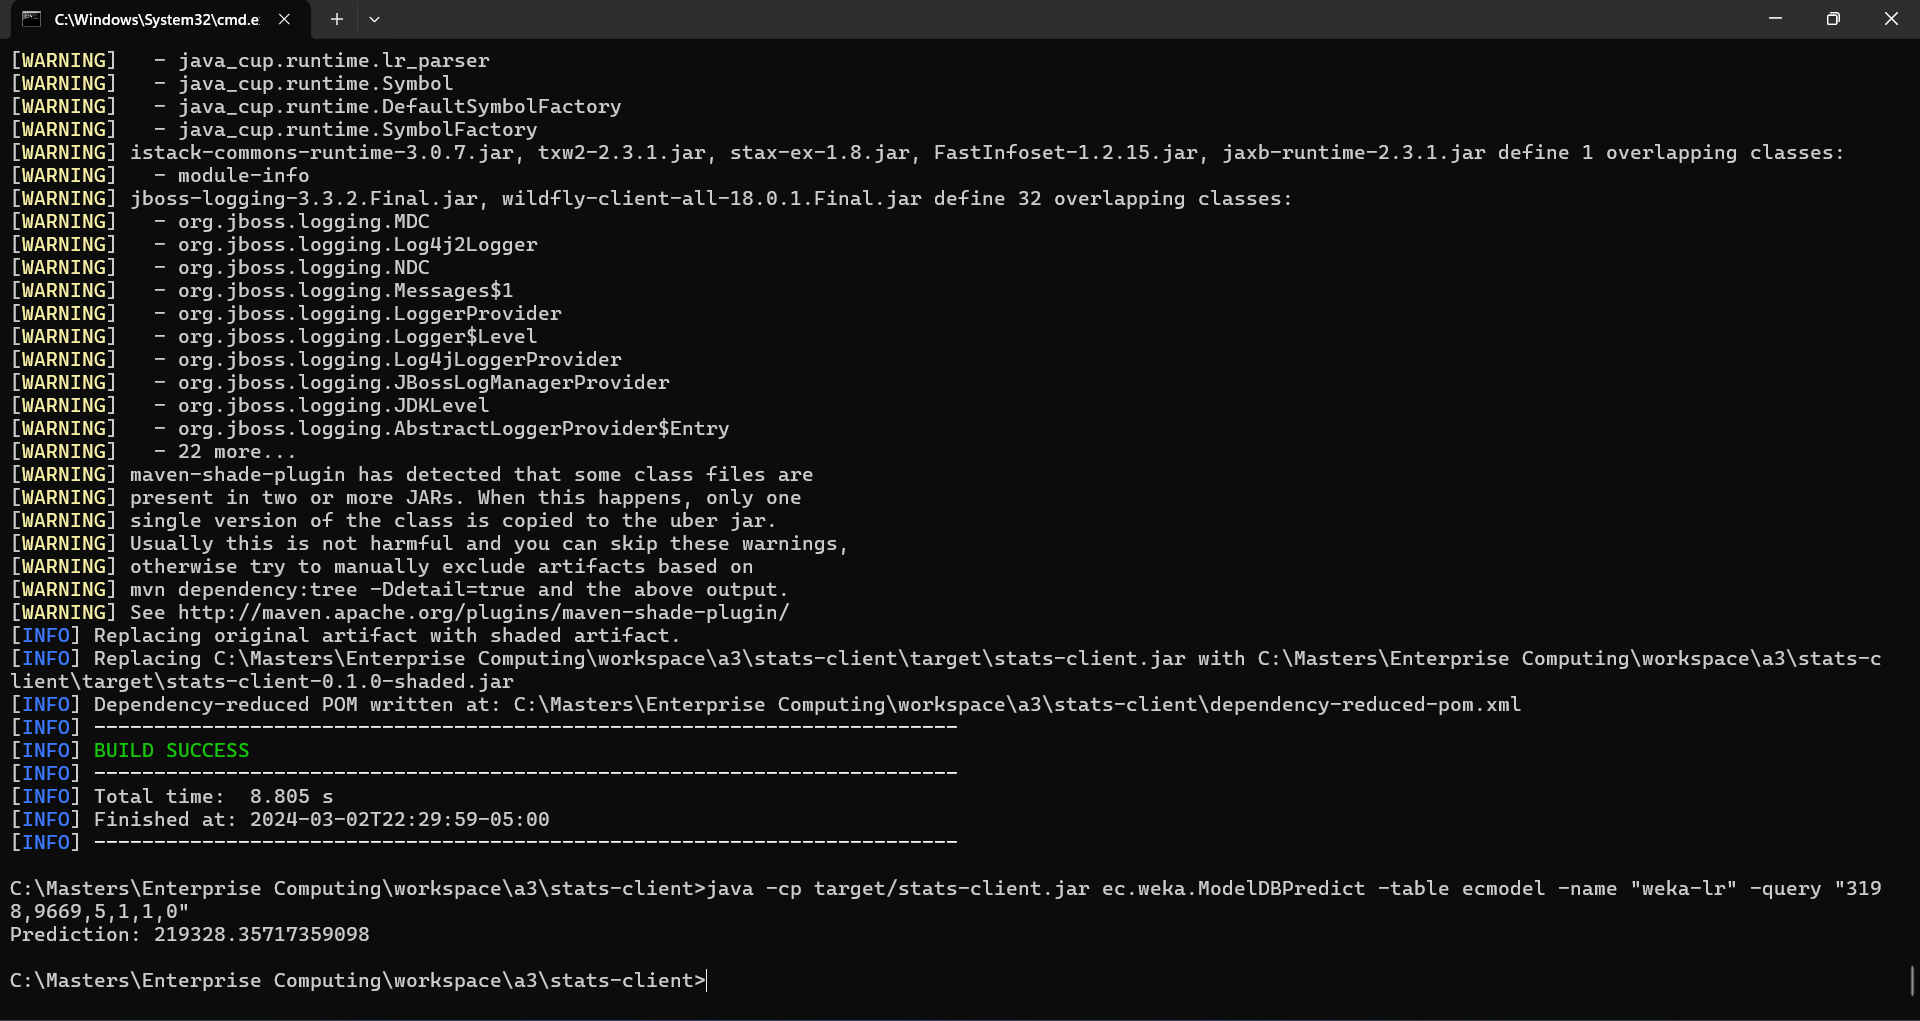 C:\Windows\System32\cmd.e
[WARNING]   - java_cup.runtime.lr_parser
[WARNING]   - java_cup.runtime.Symbol
[WARNING]   - java_cup.runtime.DefaultSymbolFactory
[WARNING]   - java_cup.runtime.SymbolFactory
[WARNING] istack-commons-runtime-3.0.7.jar, txw2-2.3.1.jar, stax-ex-1.8.jar, FastInfoset-1.2.15.jar, jaxb-runtime-2.3.1.jar define 1 overlapping classes:
[WARNING]   - module-info
[WARNING] jboss-logging-3.3.2.Final.jar, wildfly-client-all-18.0.1.Final.jar define 32 overlapping classes:
[WARNING]   - org.jboss.logging.MDC
[WARNING]   - org.jboss.logging.Log4j2Logger
[WARNING]   - org.jboss.logging.NDC
[WARNING]   - org.jboss.logging.Messages$1
[WARNING]   - org.jboss.logging.LoggerProvider
[WARNING]   - org.jboss.logging.Logger$Level
[WARNING]   - org.jboss.logging.Log4jLoggerProvider
[WARNING]   - org.jboss.logging.JBossLogManagerProvider
[WARNING]   - org.jboss.logging.JDKLevel
[WARNING]   - org.jboss.logging.AbstractLoggerProvider$Entry
[WARNING]   - 22 more...
[WARNING] maven-shade-plugin has detected that some class files are
[WARNING] present in two or more JARs. When this happens, only one
[WARNING] single version of the class is copied to the uber jar.
[WARNING] Usually this is not harmful and you can skip these warnings,
[WARNING] otherwise try to manually exclude artifacts based on
[WARNING] mvn dependency:tree -Ddetail=true and the above output.
[WARNING] See http://maven.apache.org/plugins/maven-shade-plugin/
[INFO] Replacing original artifact with shaded artifact.
[INFO] Replacing C:\Masters\Enterprise Computing\workspace\a3\stats-client\target\stats-client.jar with C:\Masters\Enterprise Computing\workspace\a3\stats-c
lient\target\stats-client-0.1.0-shaded.jar
[INFO] Dependency-reduced POM written at: C:\Masters\Enterprise Computing\workspace\a3\stats-client\dependency-reduced-pom.xml
[INFO] ------------------------------------------------------------------------
[INFO] BUILD SUCCESS
[INFO] ------------------------------------------------------------------------
[INFO] Total time:  8.805 s
[INFO] Finished at: 2024-03-02T22:29:59-05:00
[INFO] ------------------------------------------------------------------------
C:\Masters\Enterprise Computing\workspace\a3\stats-client>java -cp target/stats-client.jar ec.weka.ModelDBPredict -table ecmodel -name "weka-lr" -query "319
8,9669,5,1,1,0"
Prediction: 219328.35717359098
C:\Masters\Enterprise Computing\workspace\a3\stats-client>